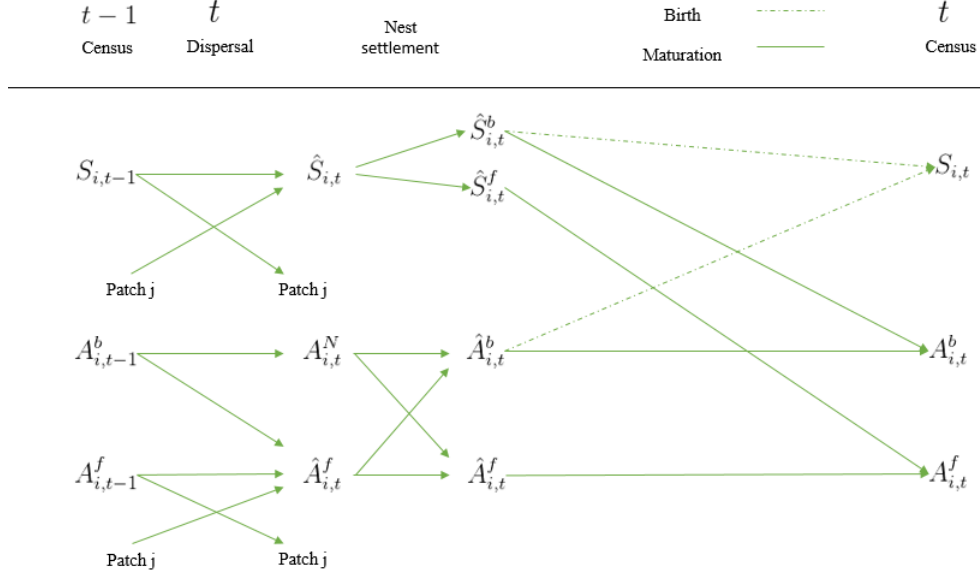 t − 1 t Nest Birth t
Census Dispersal settlement Maturation Census
Ŝ^b_{i,t}
S_{i,t−1} Ŝ_{i,t} Ŝ^f_{i,t} S_{i,t}
Patch j Patch j
A^b_{i,t−1} A^N_{i,t} Â^b_{i,t} A^b_{i,t}
A^f_{i,t−1} Â^f_{i,t} Â^f_{i,t} A^f_{i,t}
Patch j Patch j